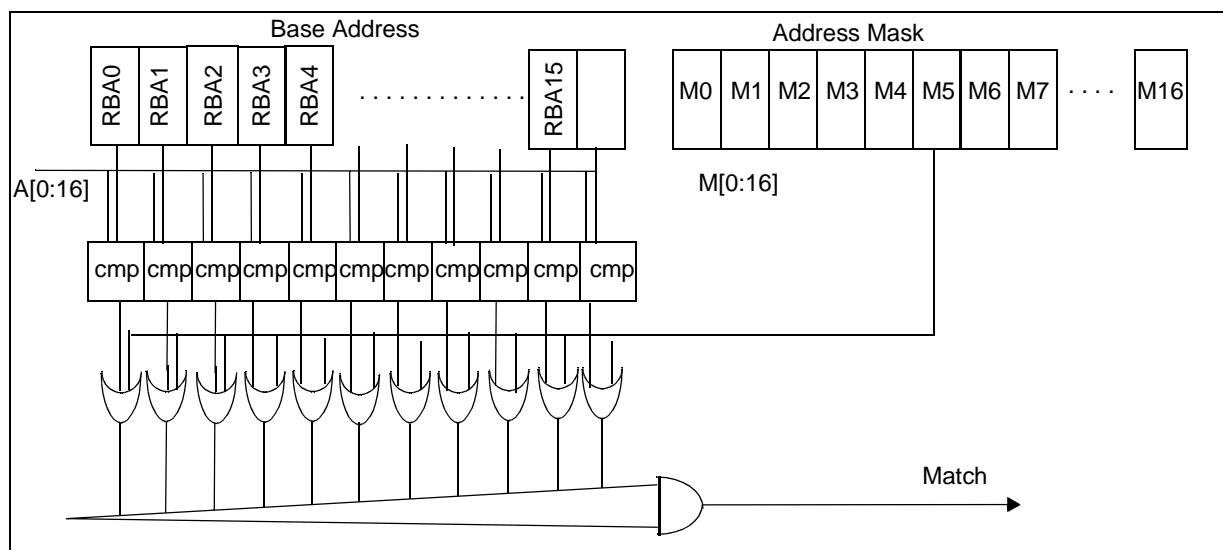 Base Address
Address Mask
RBA0 RBA1 RBA2 RBA3 RBA4 . . . . . . . . . . . . . . . RBA15
M0 M1 M2 M3 M4 M5 M6 M7 . . . . M16
A[0:16]
M[0:16]
cmp cmp cmp cmp cmp cmp cmp cmp cmp cmp cmp
Match